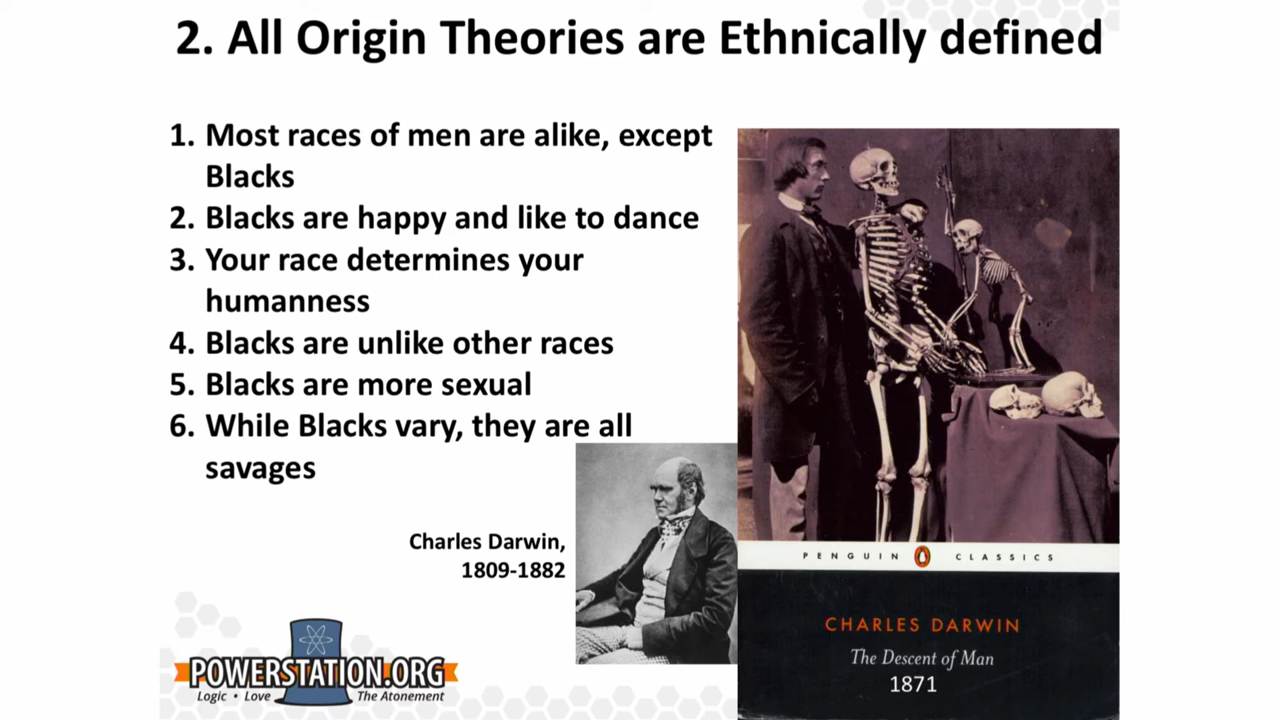 2. All Origin Theories are Ethnically defined
1. Most races of men are alike, except
Blacks
2. Blacks are happy and like to dance
3. Your race determines your
humanness
4. Blacks are unlike other races
5. Blacks are more sexual
6. While Blacks vary, they are all
savages
Charles Darwin,
1809-1882
POWERSTATION.ORG
Logic • Love The Atonement
PENGUIN CLASSICS
CHARLES DARWIN
The Descent of Man
1871